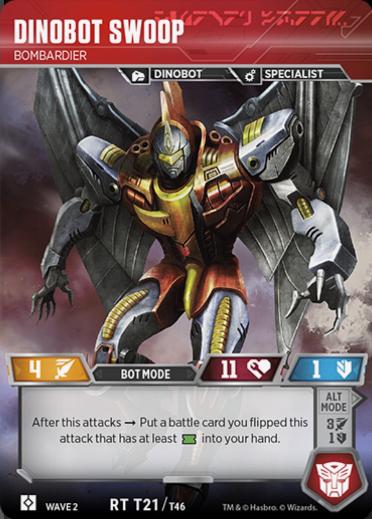 DINOBOT SWOOP
BOMBARDIER
DINOBOT
SPECIALIST
4
BOT MODE
11
1
After this attacks → Put a battle card you flipped this
attack that has at least into your hand.
ALT
MODE
3
1
WAVE 2
RT T21/T46
TM & © Hasbro. © Wizards.